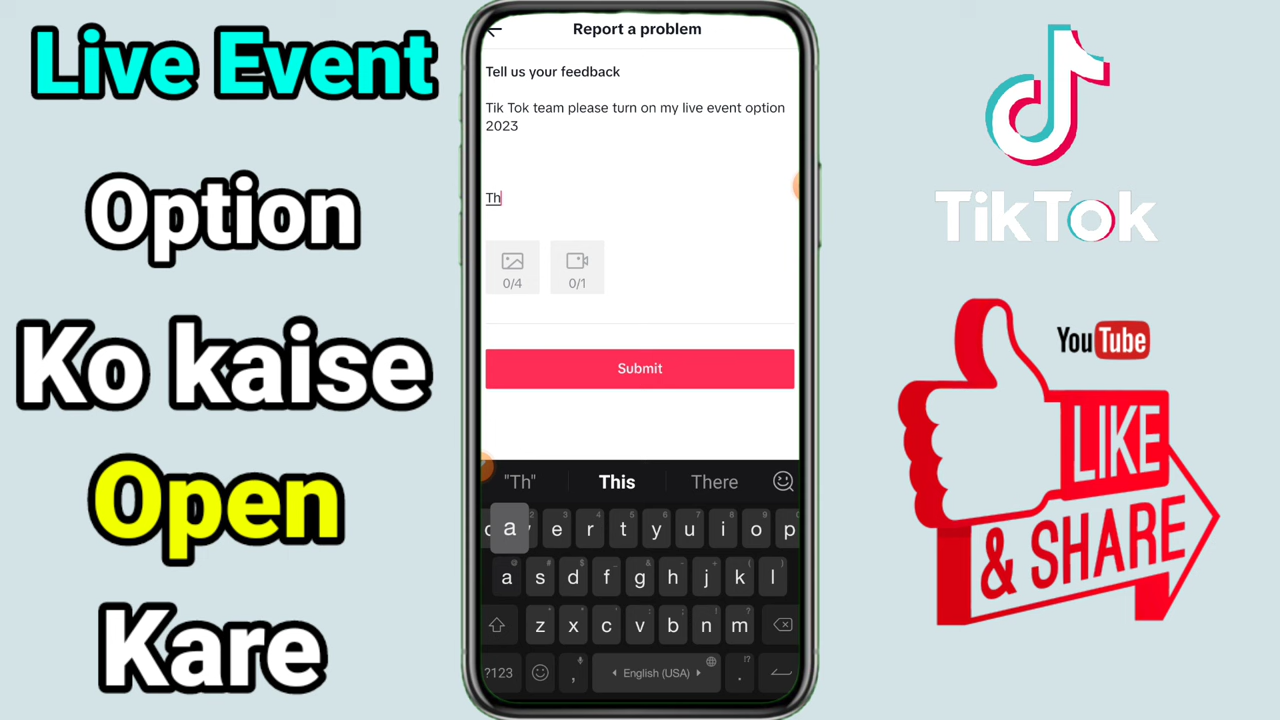 Live Event
Option
Ko kaise
Open
Kare
Report a problem
Tell us your feedback
Tik Tok team please turn on my live event option
2023
Th
0/4
0/1
Submit
"Th" This There
a
e r t y u i o p
a s d f g h j k l
z x c v b n m
?123 , English (USA) .
TikTok
YouTube
LIKE
& SHARE